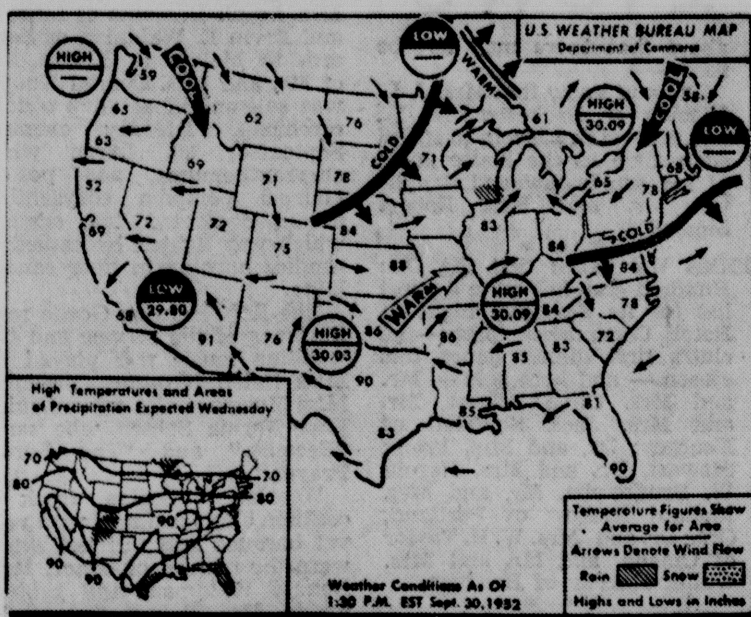 HIGH
LOW
U.S. WEATHER BUREAU MAP
Department of Commerce
COOL
WARM
COOL
59
65
63
62
76
61
HIGH
30.09
58
LOW
52
69
71
78
COLD
71
65
78
68
69
72
72
75
84
83
84
COLD
84
88
LOW
29.80
WARM
HIGH
30.09
84
78
68
91
76
HIGH
30.03
86
86
85
83
72
90
83
85
81
90
High Temperatures and Areas
of Precipitation Expected Wednesday
70
80
70
80
90
90
90
Weather Conditions As Of
1:30 P.M. EST Sept. 30, 1952
Temperature Figures Show
Average for Area
Arrows Denote Wind Flow
Rain Snow
Highs and Lows in Inches